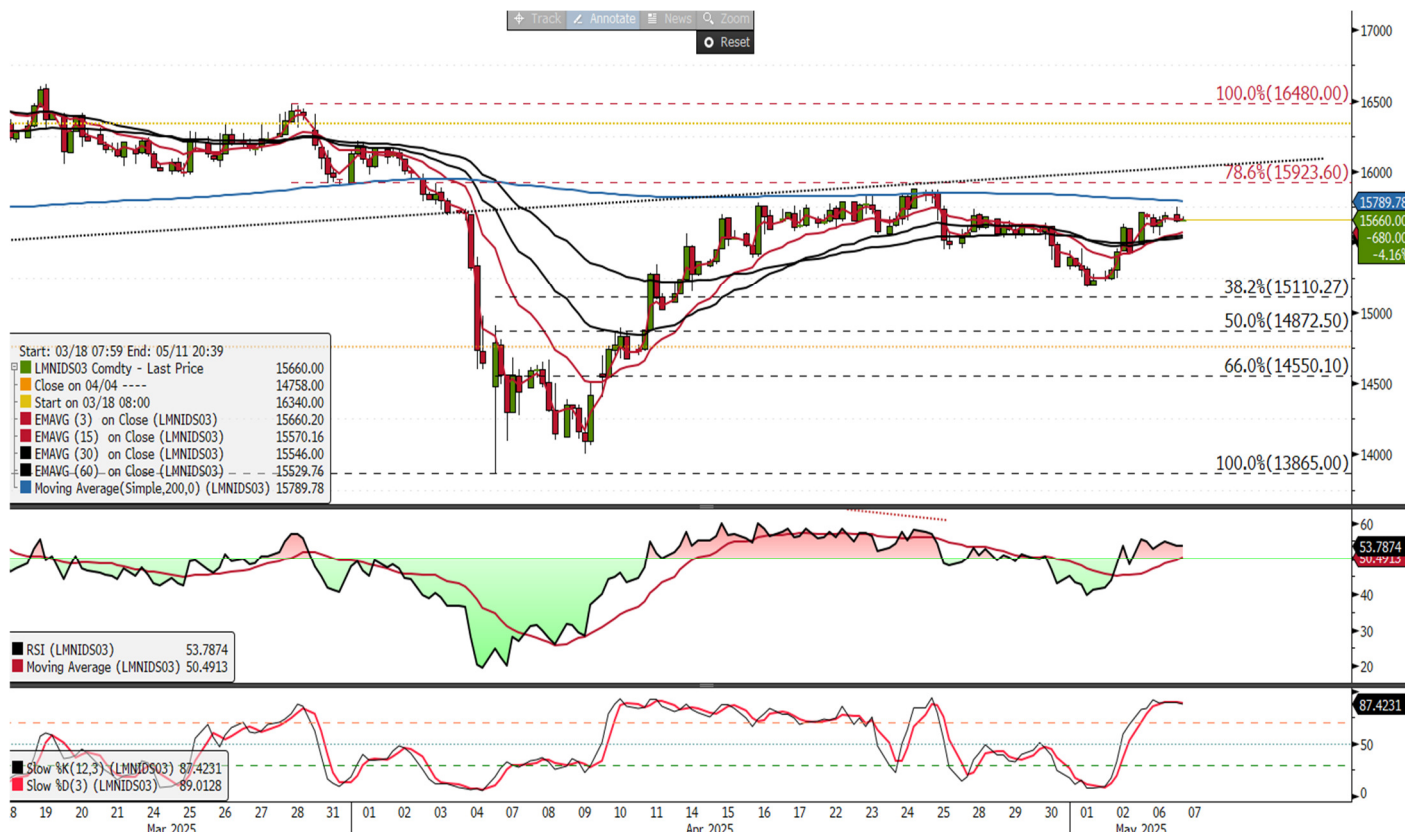 Track Annotate News Zoom
Reset
17000
16500
16000
15000
14500
14000
100.0%(16480.00)
78.6%(15923.60)
15789.78
15660.00
-680.00
-4.16%
38.2%(15110.27)
50.0%(14872.50)
66.0%(14550.10)
100.0%(13865.00)
Start: 03/18 07:59 End: 05/11 20:39
LMNIDS03 Comdty - Last Price 15660.00
Close on 04/04 ---- 14758.00
Start on 03/18 08:00 16340.00
EMAVG (3) on Close (LMNIDS03) 15660.20
EMAVG (15) on Close (LMNIDS03) 15570.16
EMAVG (30) on Close (LMNIDS03) 15546.00
EMAVG (60) on Close (LMNIDS03) 15529.76
Moving Average(Simple,200,0) (LMNIDS03) 15789.78
60
53.7874
50.4913
40
30
20
RSI (LMNIDS03) 53.7874
Moving Average (LMNIDS03) 50.4913
87.4231
50
0
Slow %K(12,3) (LMNIDS03) 87.4231
Slow %D(3) (LMNIDS03) 89.0128
8 19 20 21 24 25 26 27 28 31 01 02 03 04 07 08 09 10 11 14 15 16 17 22 23 24 25 28 29 30 01 02 06 07
Mar 2025 Apr 2025 May 2025